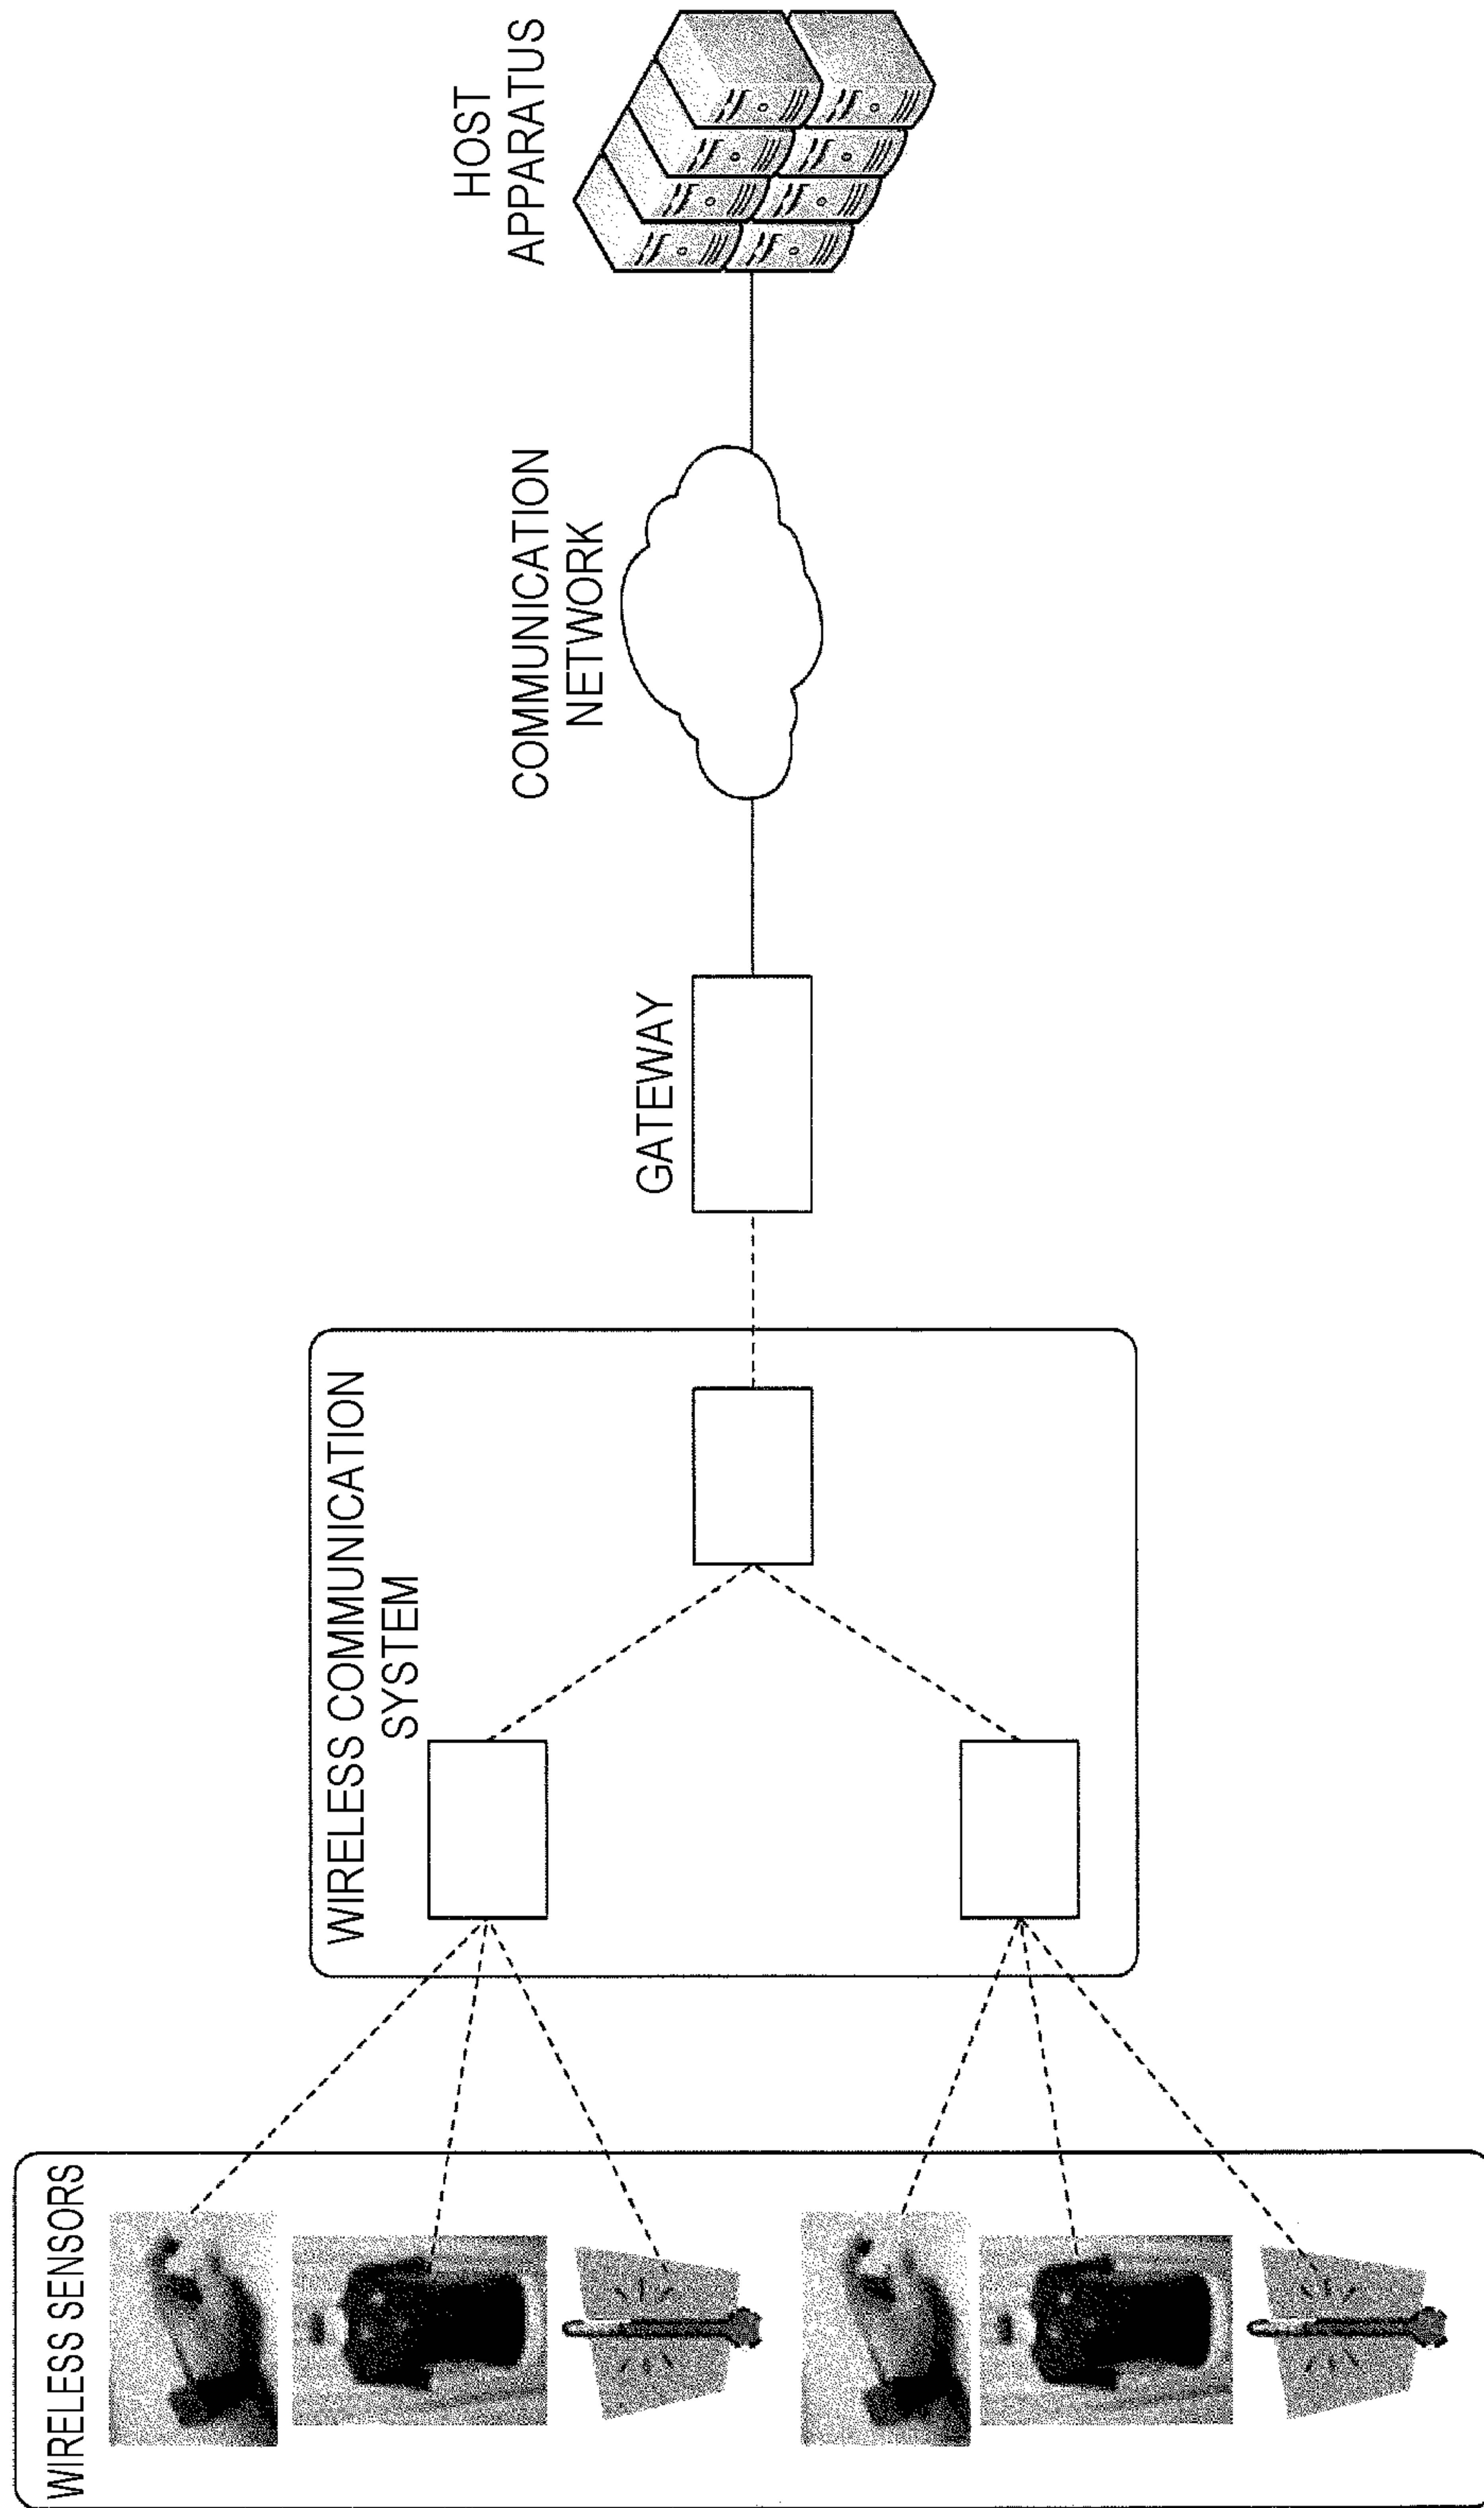 WIRELESS SENSORS
WIRELESS COMMUNICATION
SYSTEM
GATEWAY
COMMUNICATION
NETWORK
HOST
APPARATUS